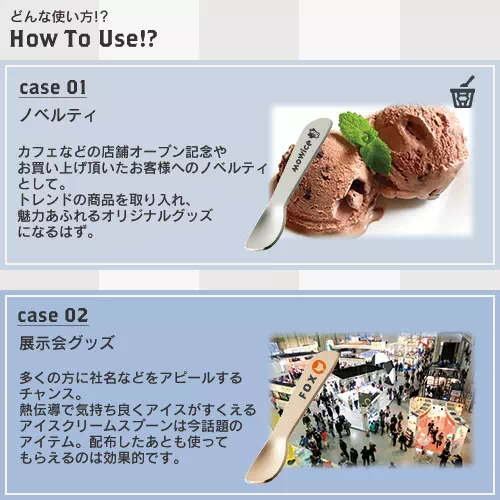 どんな使い方!?
How To Use!?
case 01
ノベルティ
カフェなどの店舗オープン記念や
お買い上げ頂いたお客様へのノベルティ
として。
トレンドの商品を取り入れ、
魅力あふれるオリジナルグッズ
になるはず。
Mowice
case 02
展示会グッズ
多くの方に社名などをアピールする
チャンス。
熱伝導で気持ち良くアイスがすくえる
アイスクリームスプーンは今話題の
アイテム。配布したあとも使って
もらえるのは効果的です。
FOX